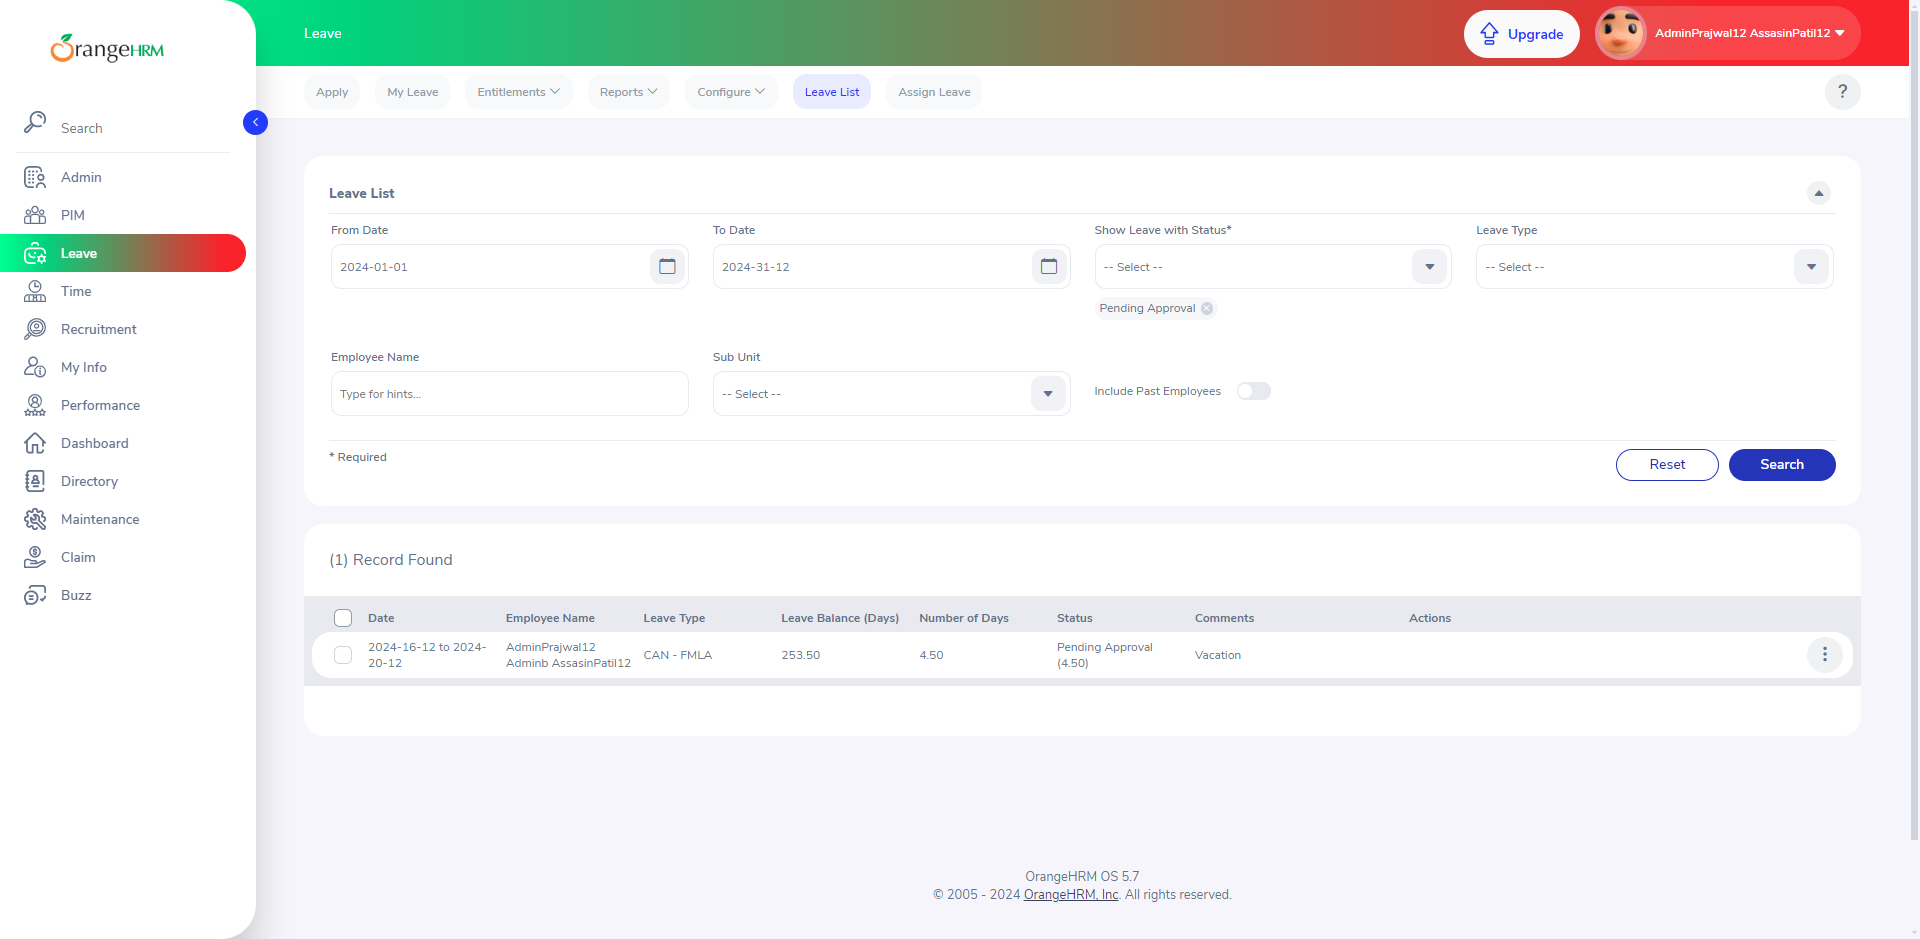 OrangeHRM
Search
Admin
PIM
Leave
Time
Recruitment
My Info
Performance
Dashboard
Directory
Maintenance
Claim
Buzz
Leave
Upgrade
AdminPrajwal12 AssasinPatil12
Apply
My Leave
Entitlements
Reports
Configure
Leave List
Assign Leave
?
Leave List
From Date
To Date
Show Leave with Status*
Leave Type
2024-01-01
2024-31-12
-- Select --
-- Select --
Pending Approval
Employee Name
Sub Unit
Type for hints...
-- Select --
Include Past Employees
* Required
Reset
Search
(1) Record Found
Date
Employee Name
Leave Type
Leave Balance (Days)
Number of Days
Status
Comments
Actions
2024-16-12 to 2024-
20-12
AdminPrajwal12
Adminb AssasinPatil12
CAN - FMLA
253.50
4.50
Pending Approval
(4.50)
Vacation
OrangeHRM OS 5.7
© 2005 - 2024 OrangeHRM, Inc. All rights reserved.